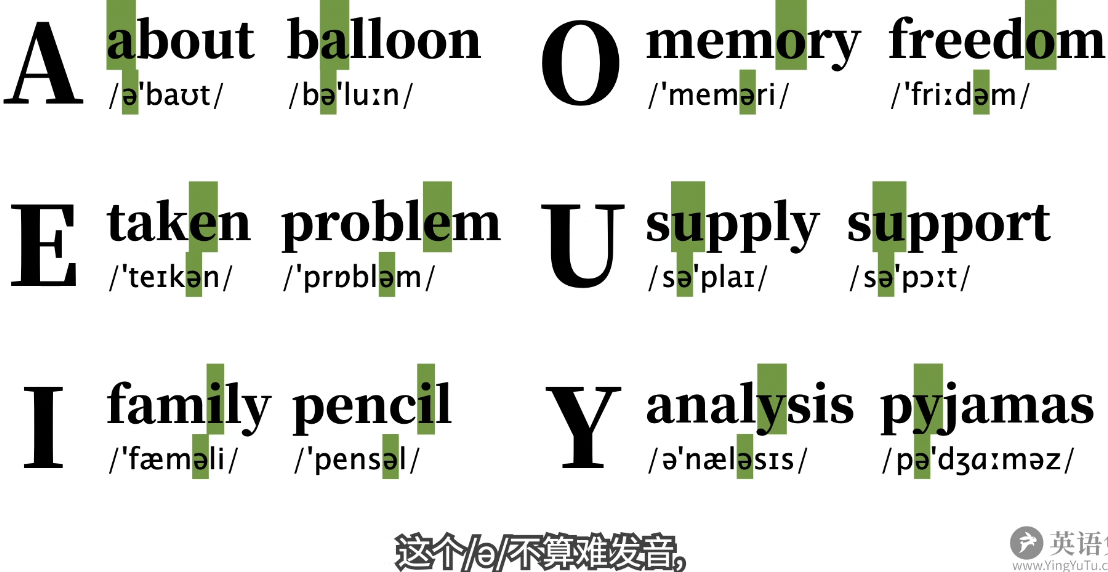 A about balloon O memory freedom
/ə'baʊt/ /bə'luːn/ /'meməri/ /'friːdəm/
E taken problem U supply support
/'teɪkən/ /'prɒbləm/ /sə'plaɪ/ /sə'pɔːt/
I family pencil Y analysis pyjamas
/'fæməli/ /'pensəl/ /ə'næləsɪs/ /pə'dʒɑːməz/
这个/ə/不算难发音,
英语
www.YingYuTu.c